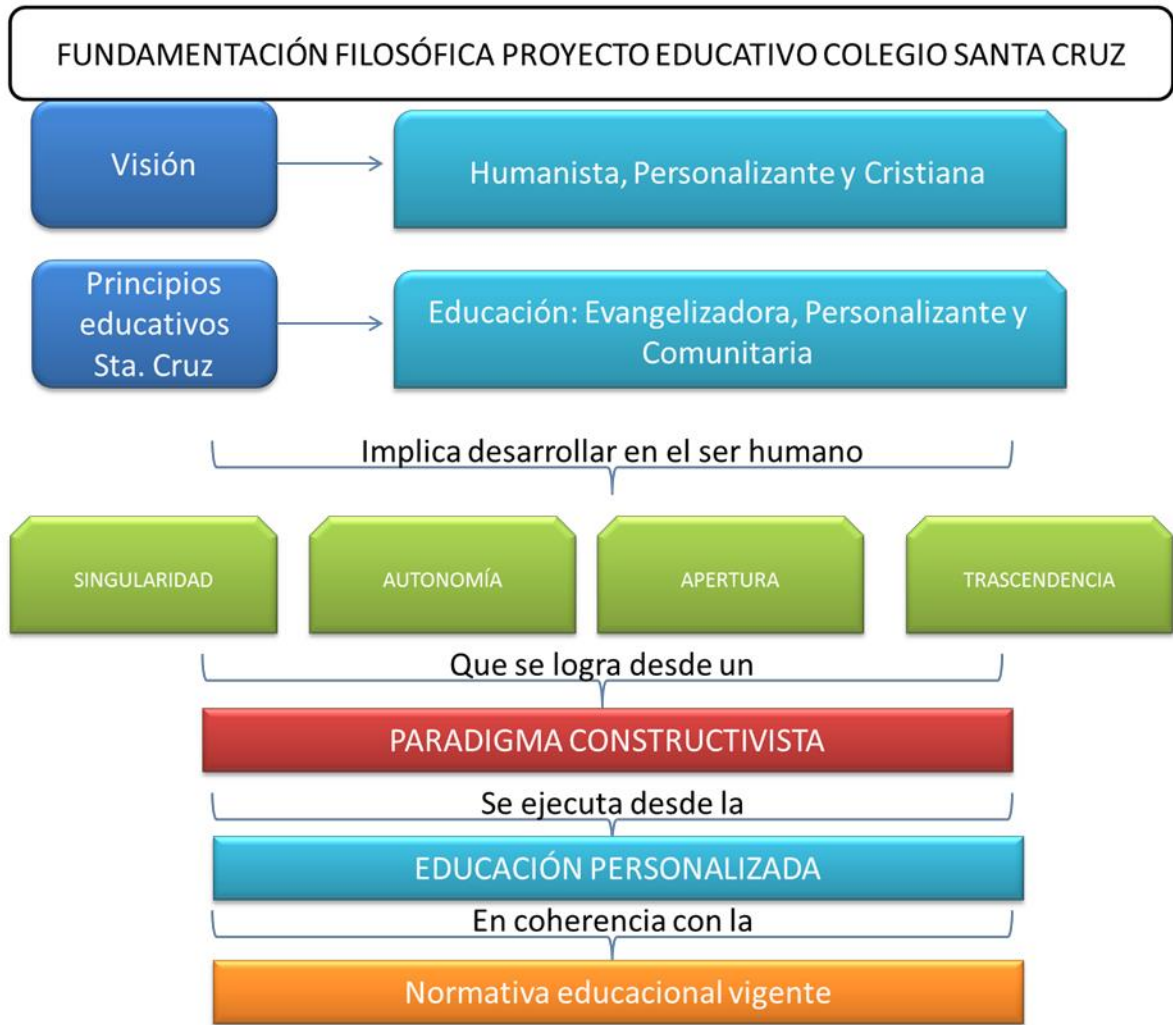 FUNDAMENTACIÓN FILOSÓFICA PROYECTO EDUCATIVO COLEGIO SANTA CRUZ
Visión
Humanista, Personalizante y Cristiana
Principios
educativos
Sta. Cruz
Educación: Evangelizadora, Personalizante y
Comunitaria
Implica desarrollar en el ser humano
SINGULARIDAD
AUTONOMÍA
APERTURA
TRASCENDENCIA
Que se logra desde un
PARADIGMA CONSTRUCTIVISTA
Se ejecuta desde la
EDUCACIÓN PERSONALIZADA
En coherencia con la
Normativa educacional vigente